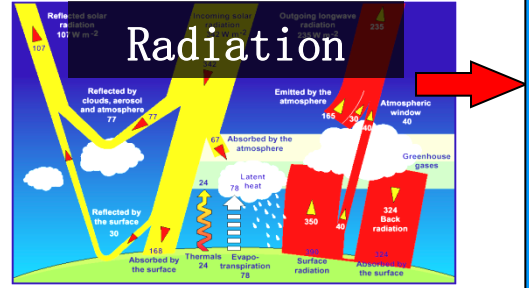 Reflected solar
radiation
107 W m-2
Incoming solar
radiation
342 W m-2
Outgoing longwave
radiation
235 W m-2
Radiation
107
342
235
Reflected by
clouds, aerosol
and atmosphere
77
77
Emitted by the
atmosphere
165
30
40
Atmospheric
window
40
67
Absorbed by the
atmosphere
Greenhouse
gases
24
78
Latent
heat
Reflected by
the surface
30
350
40
324
Back
radiation
168
Absorbed by
the surface
Thermals
24
Evapo-
transpiration
78
390
Surface
radiation
324
Absorbed by
the surface